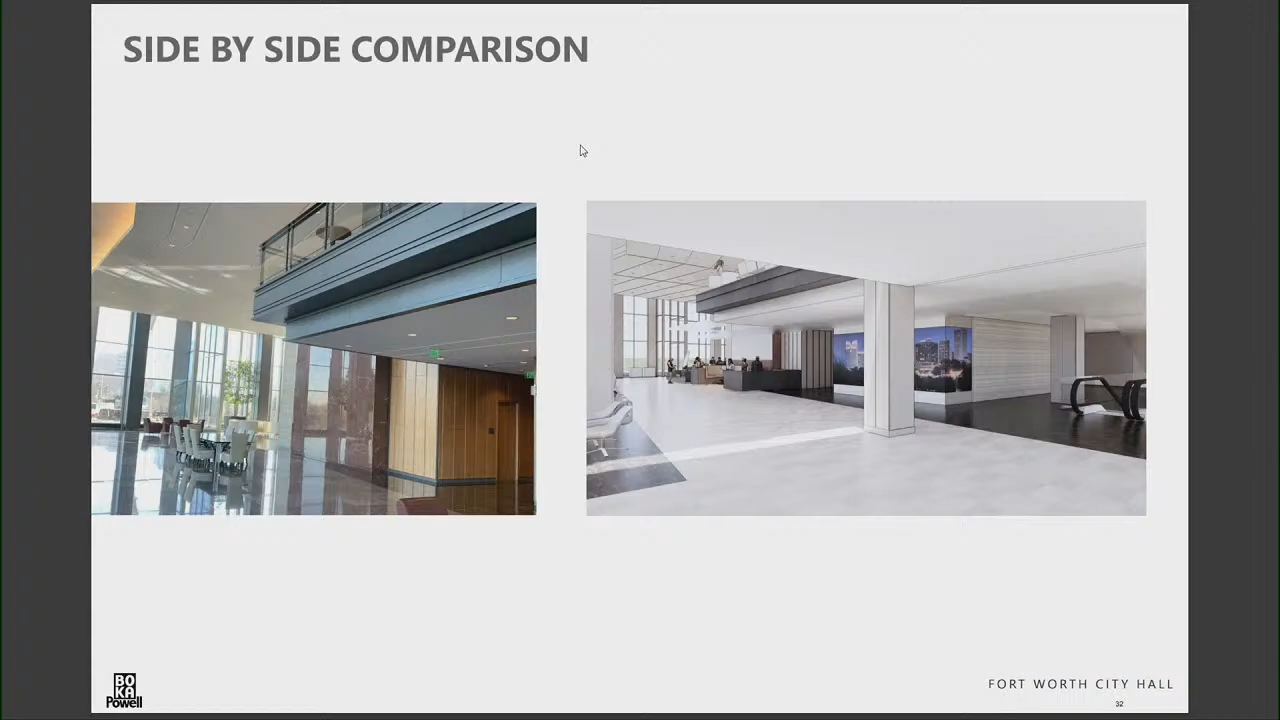 SIDE BY SIDE COMPARISON
BO
KA
Powell
FORT WORTH CITY HALL
32